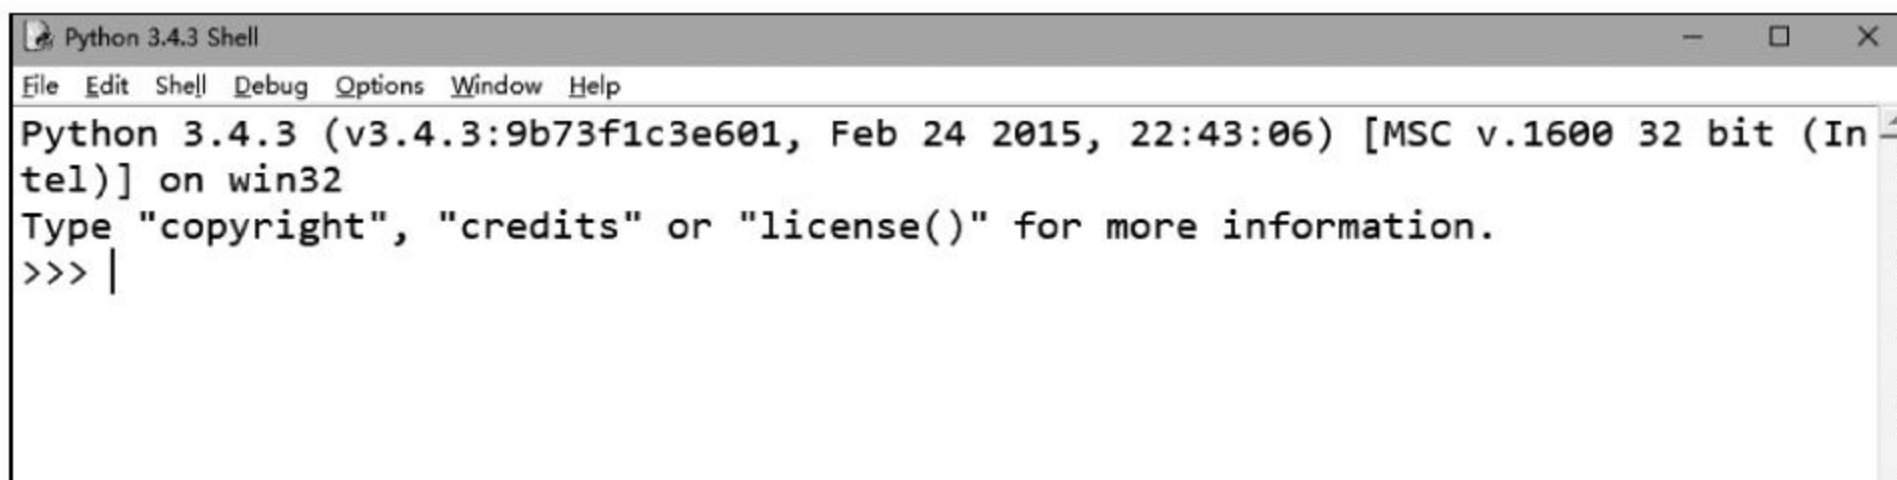 Python 3.4.3 Shell
File Edit Shell Debug Options Window Help
Python 3.4.3 (v3.4.3:9b73f1c3e601, Feb 24 2015, 22:43:06) [MSC v.1600 32 bit (In
tel)] on win32
Type "copyright", "credits" or "license()" for more information.
>>>